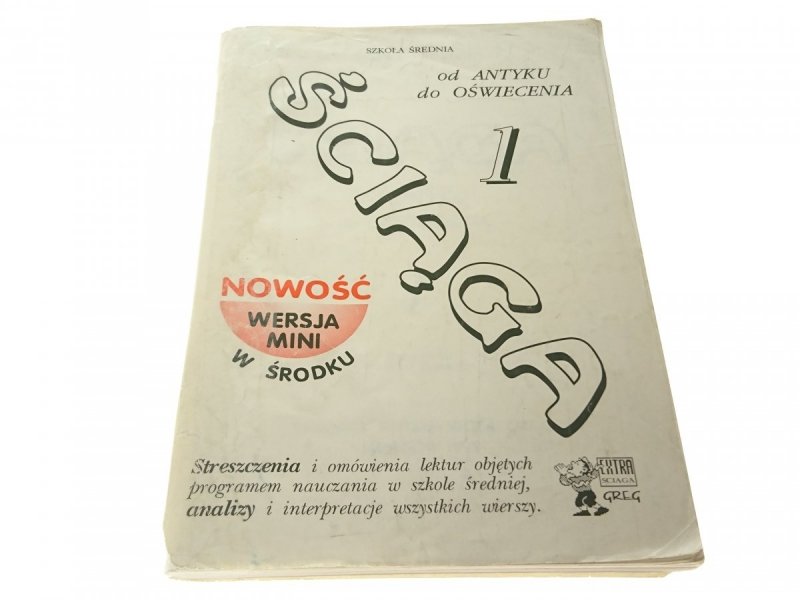 SZKOŁA ŚREDNIA
od ANTYKU
do OŚWIECENIA
ŚCIĄGA
1
NOWOŚĆ
WERSJA
MINI
W ŚRODKU
Streszczenia i omówienia lektur objętych
programem nauczania w szkole średniej,
analizy i interpretacje wszystkich wierszy.
EXTRA
ŚCIĄGA
GREG